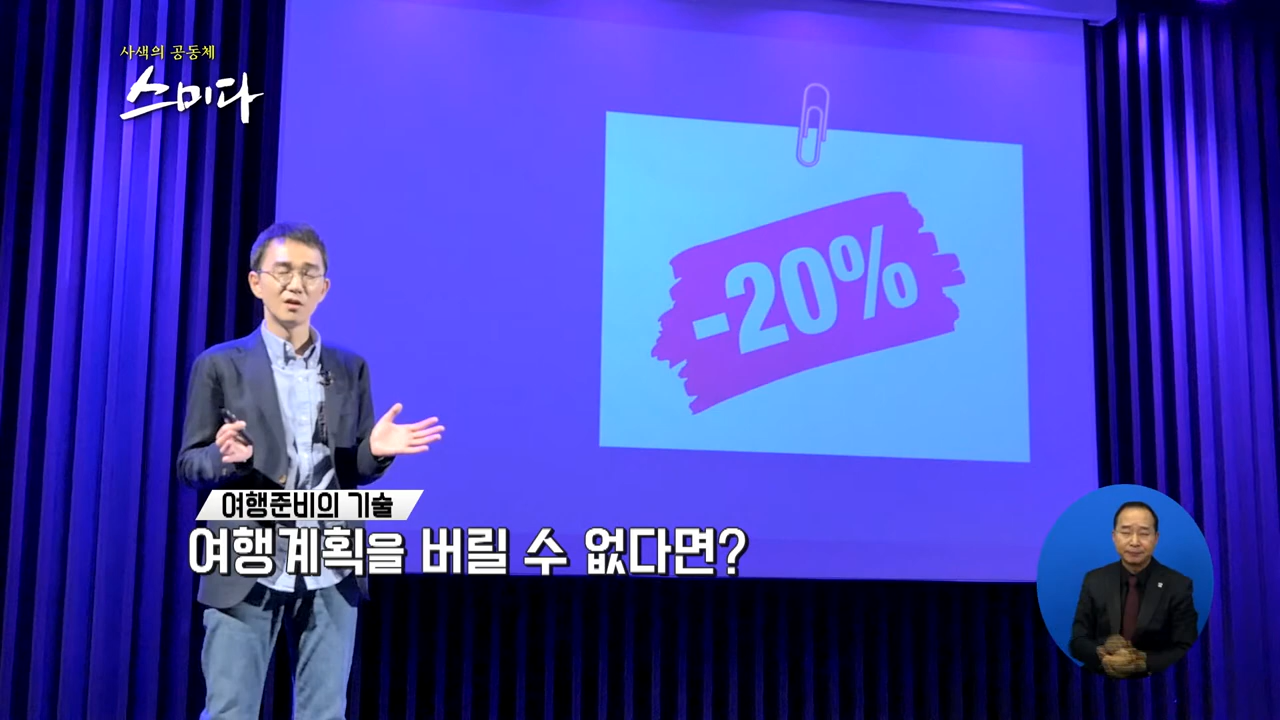 사색의 공동체
스미다
-20%
여행준비의 기술
여행계획을 버릴 수 없다면?